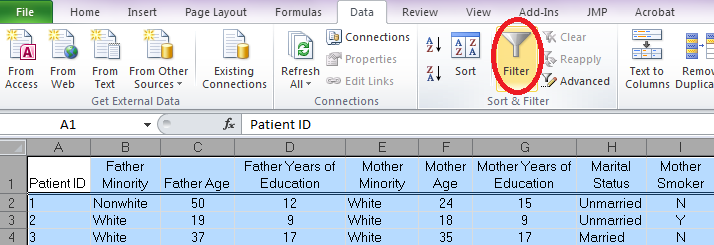 File Home Insert Page Layout Formulas Data Review View Add-Ins JMP Acrobat
From Access From Web From Text From Other Sources Existing Connections
Get External Data
Refresh All Connections Properties Edit Links
Connections
A Z Z A Sort Filter Clear Reapply Advanced
Sort & Filter
Text to Columns Remov Duplica
A1 fx Patient ID
A B C D E F G H I
1 Patient ID Father Minority Father Age Father Years of Education Mother Minority Mother Age Mother Years of Education Marital Status Mother Smoker
2 1 Nonwhite 50 12 White 24 15 Unmarried N
3 2 White 19 9 White 18 9 Unmarried Y
4 3 White 37 17 White 35 17 Married N